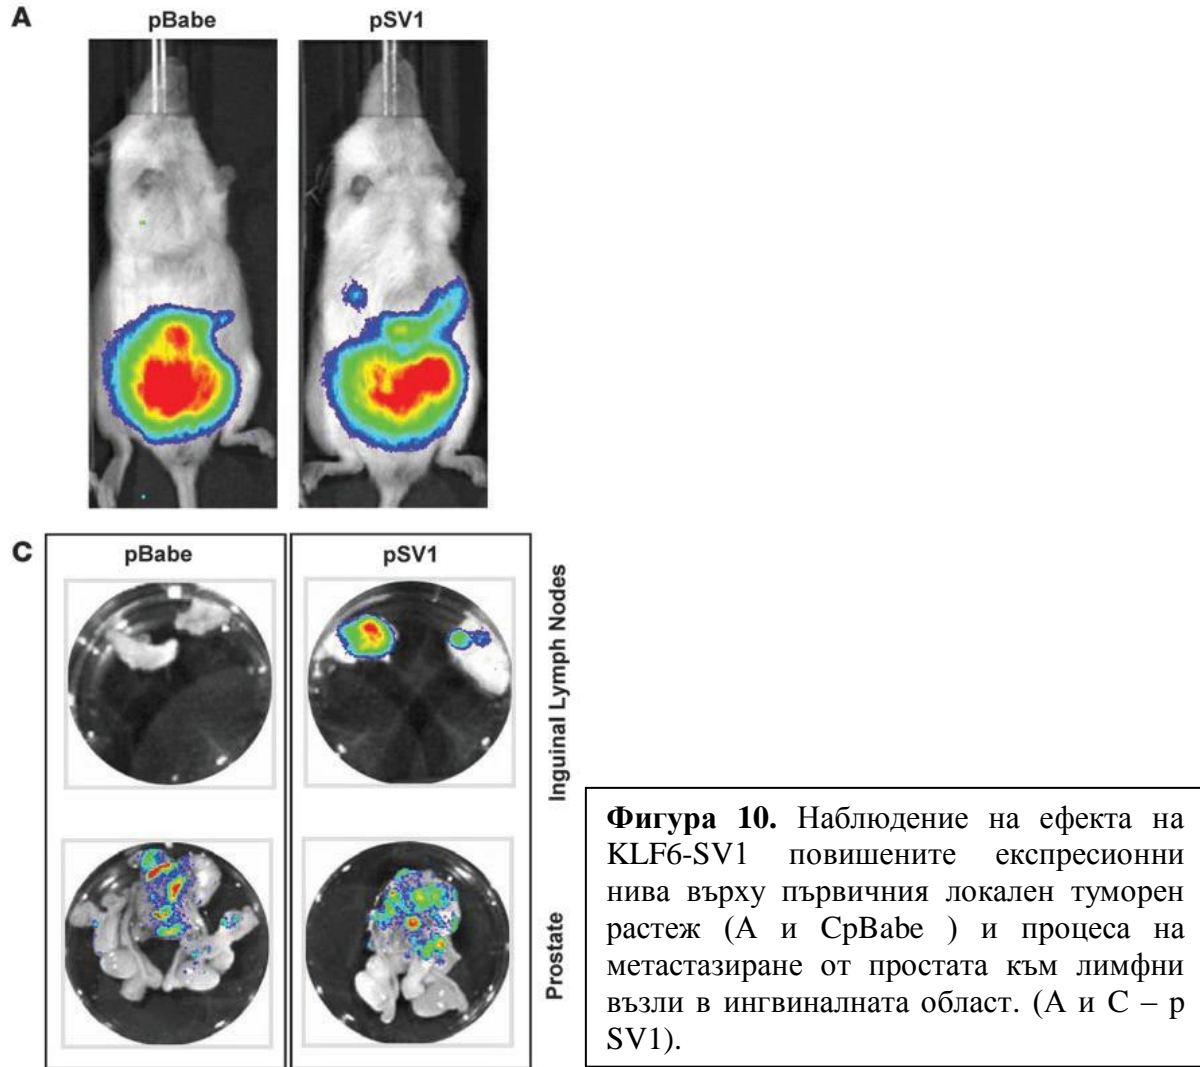 A
pBabe
pSV1
C
pBabe
pSV1
Inguinal Lymph Nodes
Prostate
Фигура 10. Наблюдение на ефекта на
KLF6-SV1 повишените експресионни
нива върху първичния локален туморен
растеж (А и CpBabe ) и процеса на
метастазиране от простата към лимфни
възли в ингвиналната област. (А и С – р
SV1).